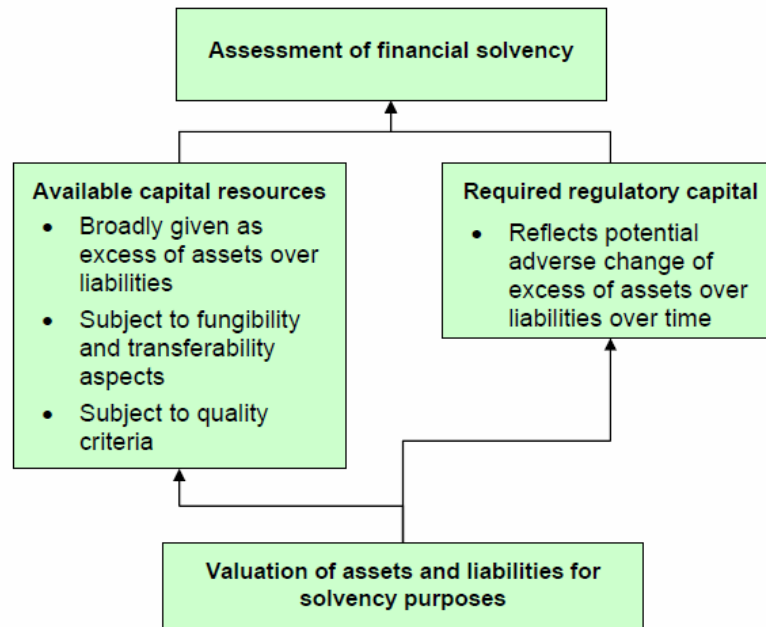 Assessment of financial solvency
Available capital resources
• Broadly given as
excess of assets over
liabilities
• Subject to fungibility
and transferability
aspects
• Subject to quality
criteria
Required regulatory capital
• Reflects potential
adverse change of
excess of assets over
liabilities over time
Valuation of assets and liabilities for
solvency purposes